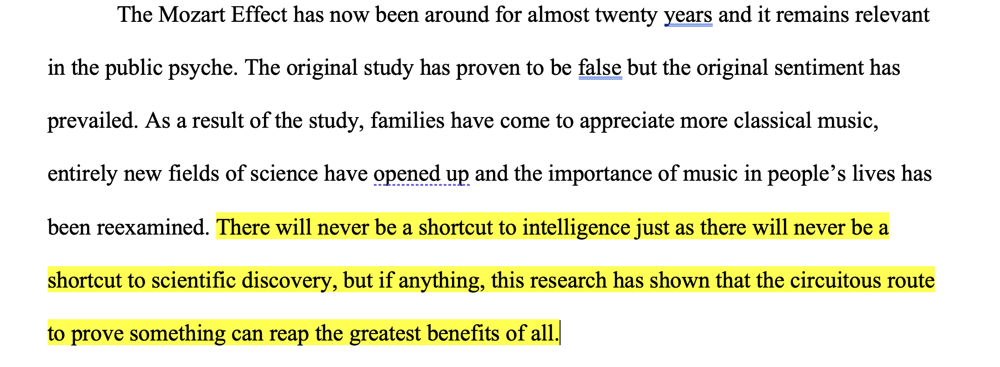 The Mozart Effect has now been around for almost twenty years and it remains relevant
in the public psyche. The original study has proven to be false but the original sentiment has
prevailed. As a result of the study, families have come to appreciate more classical music,
entirely new fields of science have opened up and the importance of music in people’s lives has
been reexamined. There will never be a shortcut to intelligence just as there will never be a
shortcut to scientific discovery, but if anything, this research has shown that the circuitous route
to prove something can reap the greatest benefits of all.